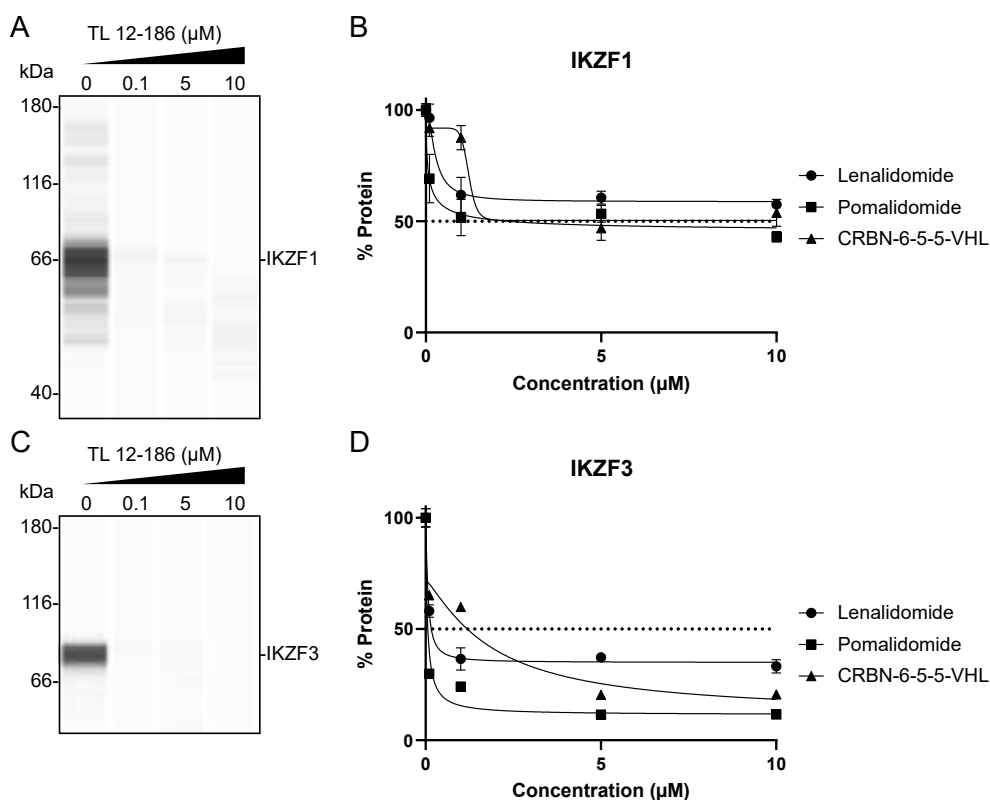 A
TL 12-186 (µM)
kDa
0 0.1 5 10
180-
116-
66-
-IKZF1
40-
B
IKZF1
% Protein
100
50
0
0 5 10
Concentration (µM)
Lenalidomide
Pomalidomide
CRBN-6-5-5-VHL
C
TL 12-186 (µM)
kDa
0 0.1 5 10
180-
116-
-IKZF3
66-
D
IKZF3
% Protein
100
50
0
0 5 10
Concentration (µM)
Lenalidomide
Pomalidomide
CRBN-6-5-5-VHL